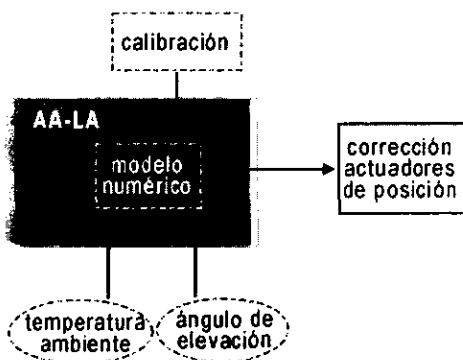 calibración
AA-LA
modelo
numérico
corrección
actuadores
de posición
temperatura
ambiente
ángulo de
elevación